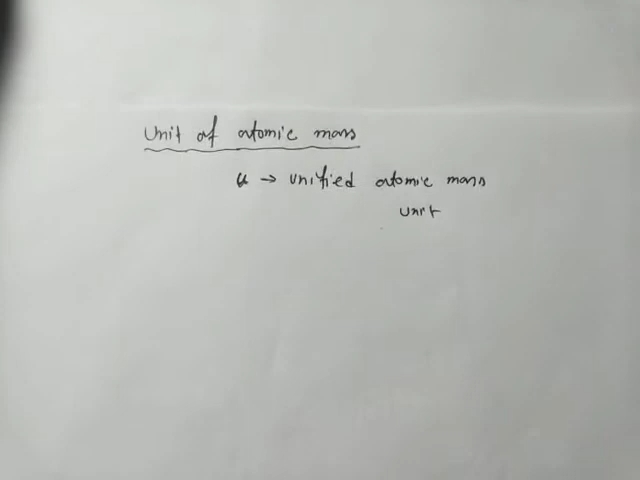 Unit of atomic mass
u → unified atomic mass
unit